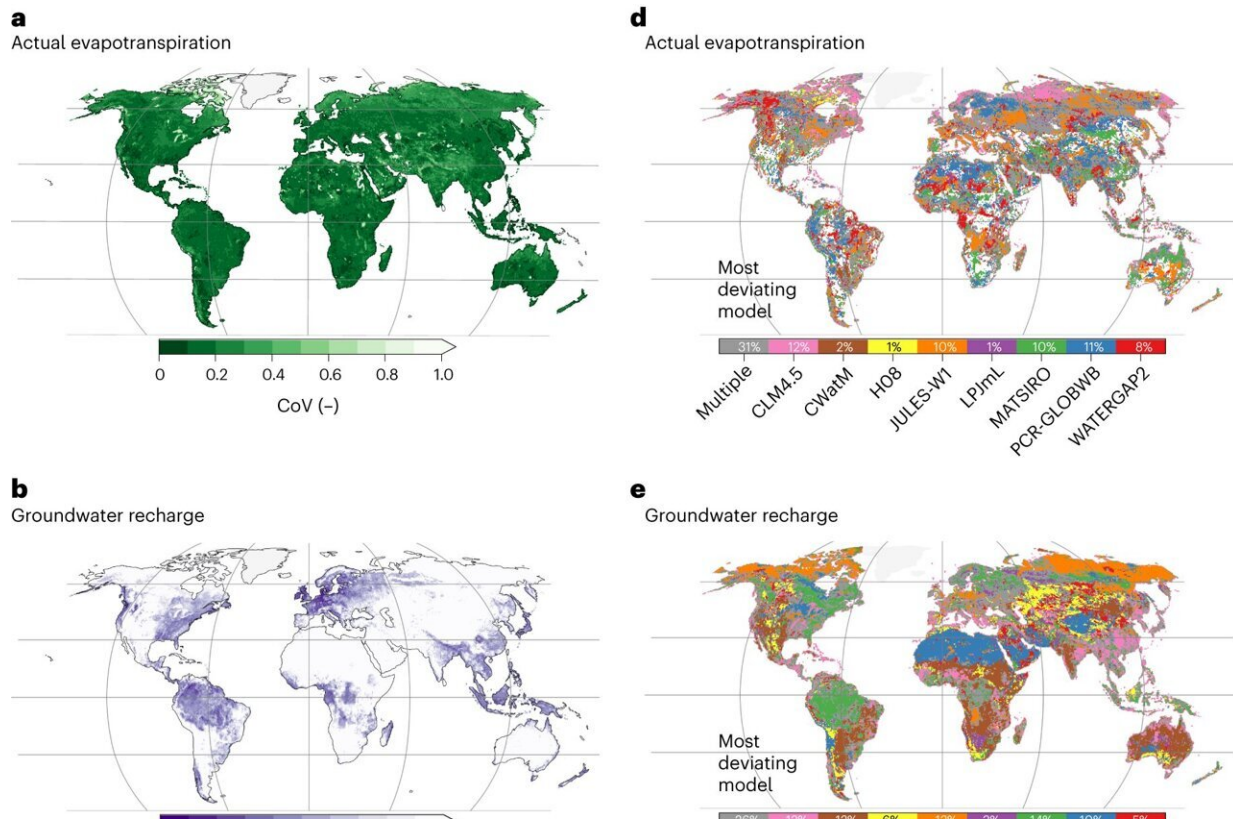 a
Actual evapotranspiration
0 0.2 0.4 0.6 0.8 1.0
CoV (–)
d
Actual evapotranspiration
Most
deviating
model
31% 12% 2% 1% 10% 1% 10% 11% 8%
Multiple
CLM4.5
CWatM
H08
JULES-W1
LPJmL
MATSIRO
PCR-GLOBWB
WATERGAP2
b
Groundwater recharge
e
Groundwater recharge
Most
deviating
model